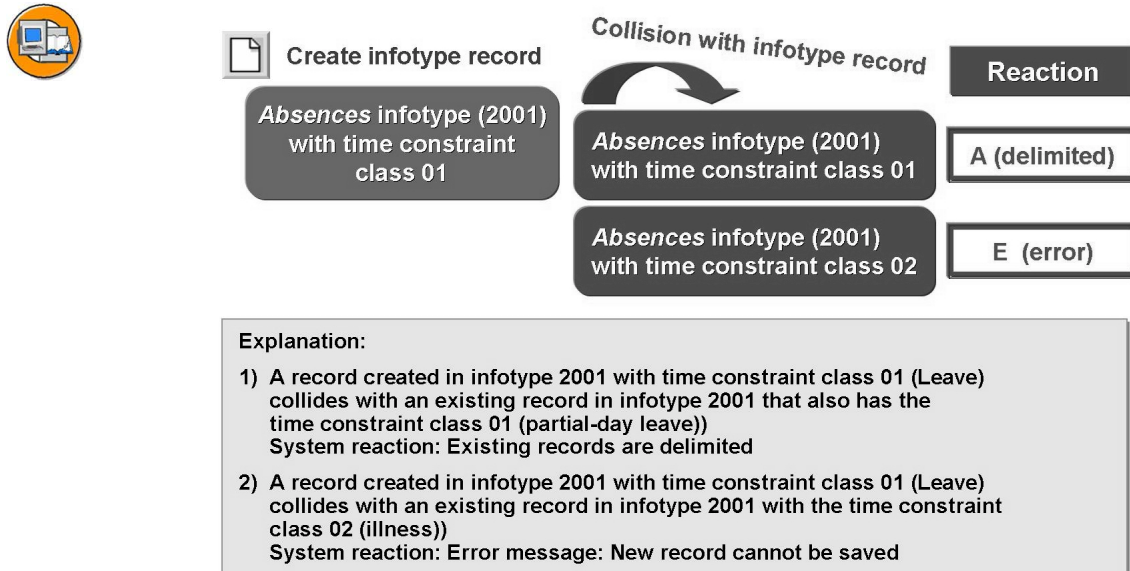 Create infotype record
Collision with infotype record
Reaction
Absences infotype (2001)
with time constraint
class 01
Absences infotype (2001)
with time constraint class 01
A (delimited)
Absences infotype (2001)
with time constraint class 02
E (error)
Explanation:
1) A record created in infotype 2001 with time constraint class 01 (Leave)
collides with an existing record in infotype 2001 that also has the
time constraint class 01 (partial-day leave))
System reaction: Existing records are delimited
2) A record created in infotype 2001 with time constraint class 01 (Leave)
collides with an existing record in infotype 2001 with the time constraint
class 02 (illness))
System reaction: Error message: New record cannot be saved